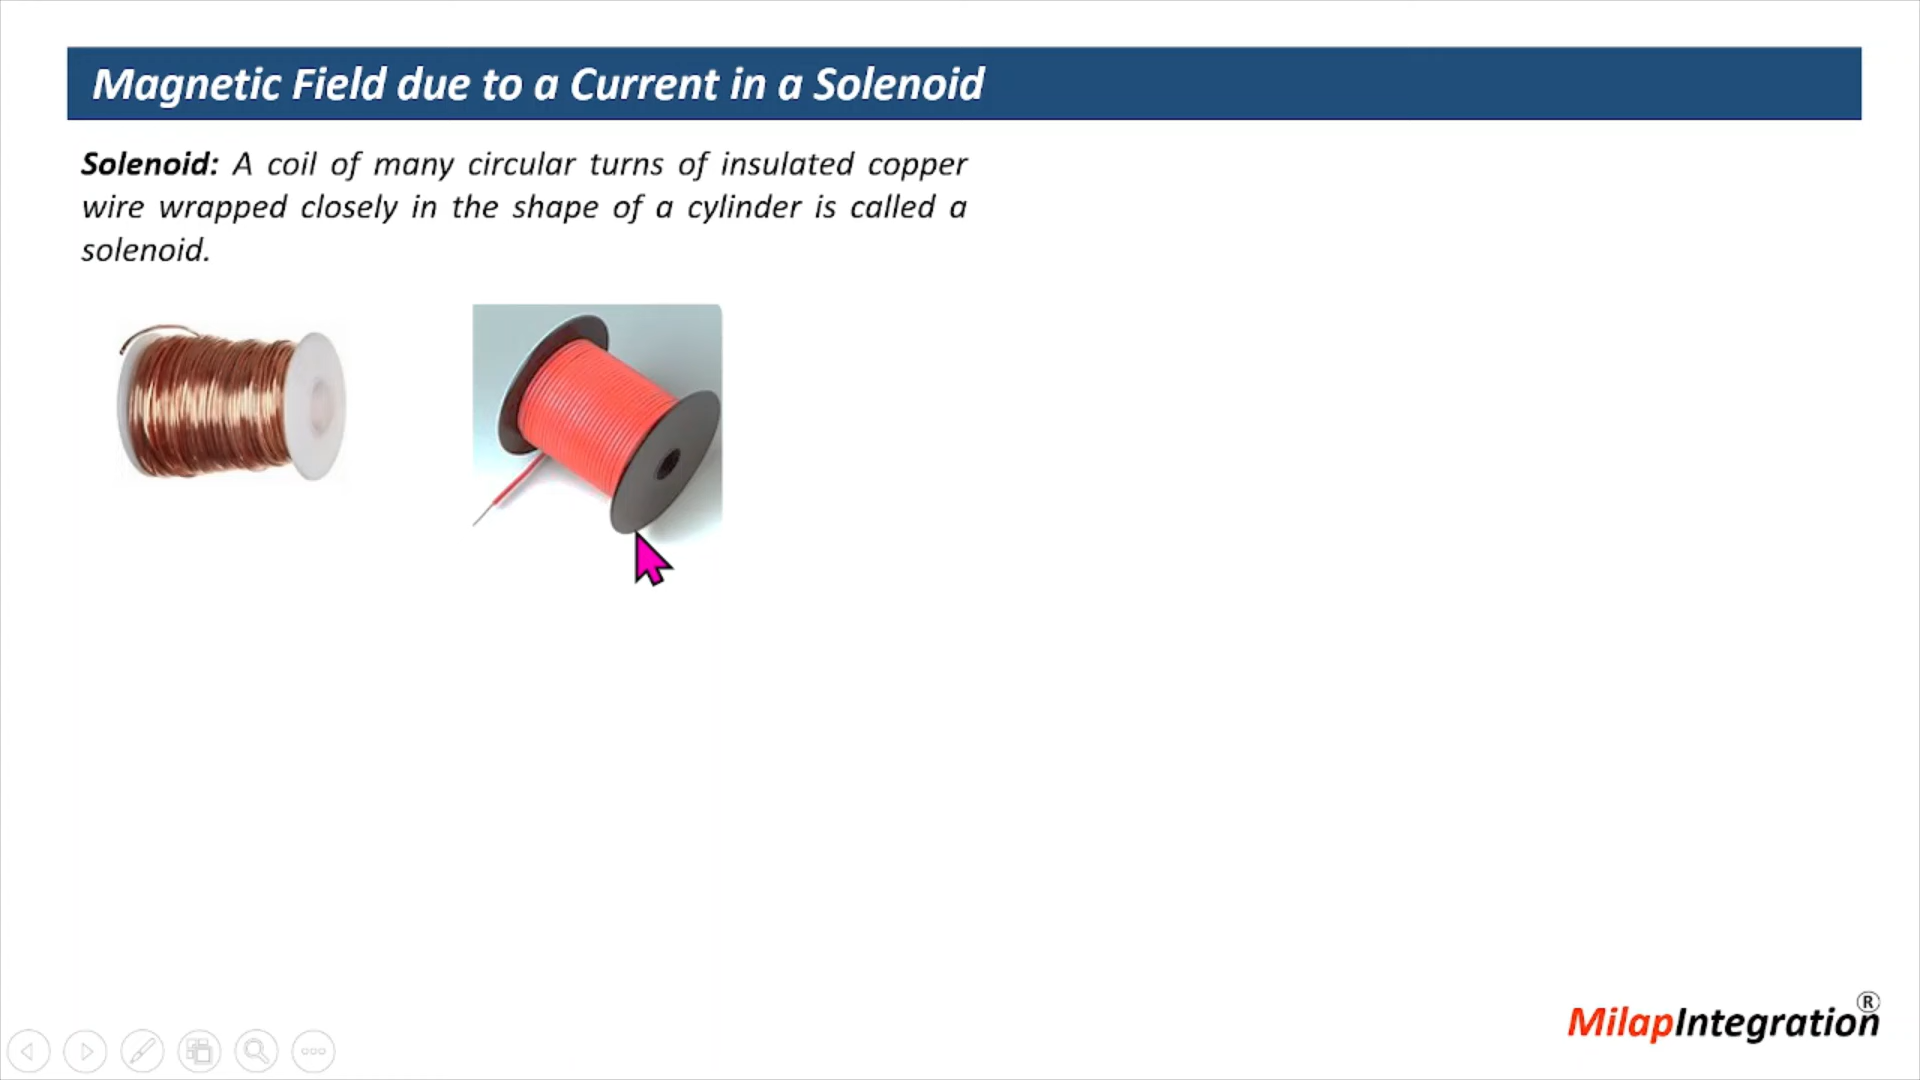 Magnetic Field due to a Current in a Solenoid
Solenoid: A coil of many circular turns of insulated copper
wire wrapped closely in the shape of a cylinder is called a
solenoid.
MilapIntegration®